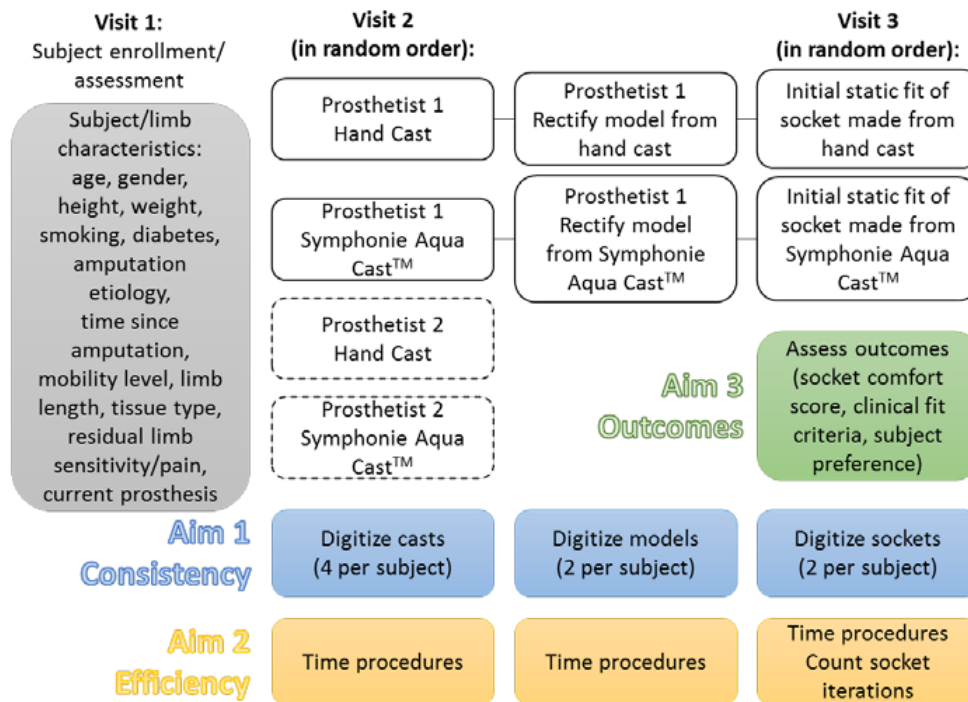 Visit 1:
Subject enrollment/
assessment
Subject/limb
characteristics:
age, gender,
height, weight,
smoking, diabetes,
amputation
etiology,
time since
amputation,
mobility level, limb
length, tissue type,
residual limb
sensitivity/pain,
current prosthesis
Visit 2
(in random order):
Visit 3
(in random order):
Prosthetist 1
Hand Cast
Prosthetist 1
Rectify model from
hand cast
Initial static fit of
socket made from
hand cast
Prosthetist 1
Symphonie Aqua
Cast™
Prosthetist 1
Rectify model
from Symphonie
Aqua Cast™
Initial static fit of
socket made from
Symphonie Aqua
Cast™
Prosthetist 2
Hand Cast
Prosthetist 2
Symphonie Aqua
Cast™
Aim 3
Outcomes
Assess outcomes
(socket comfort
score, clinical fit
criteria, subject
preference)
Aim 1
Consistency
Digitize casts
(4 per subject)
Digitize models
(2 per subject)
Digitize sockets
(2 per subject)
Aim 2
Efficiency
Time procedures
Time procedures
Time procedures
Count socket
iterations